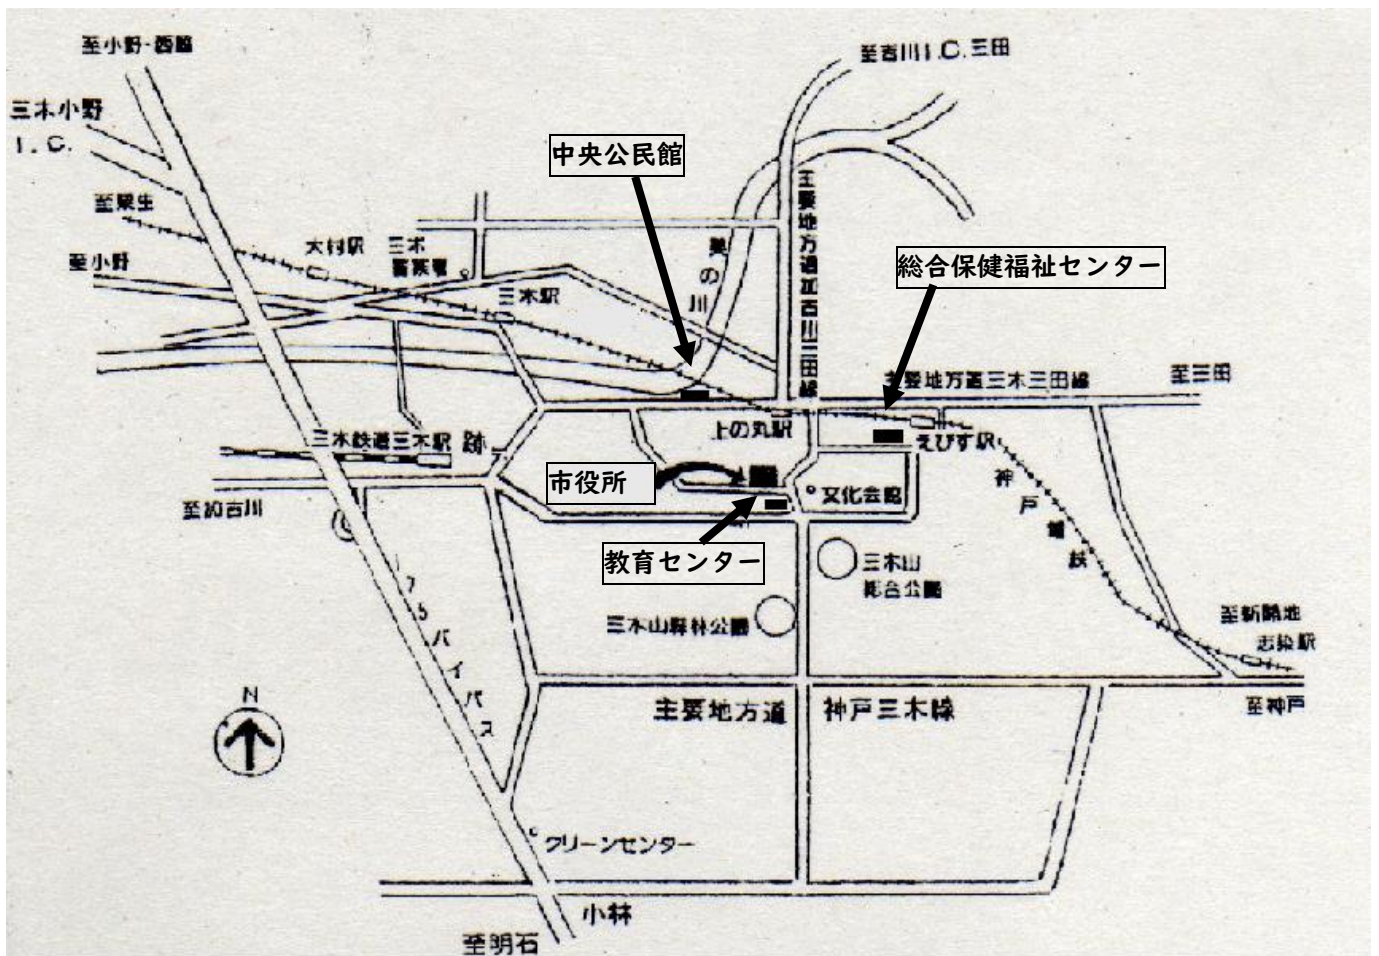 至小野・西脇
至吉川I.C.三田
三木小野
I.C.
中央公民館
至粟生
主要地方道加古川三田線
大村駅
三木
警察署
美の川
総合保健福祉センター
至小野
三木駅
至三田
主要地方道三木三田線
上の丸駅
えびす駅
三木鉄道三木駅 跡
市役所
文化会館
神戸電鉄
至加古川
教育センター
三木山
総合公園
175バイパス
三木山森林公園
至新開地
志染駅
N
主要地方道 神戸三木線
至神戸
クリーンセンター
小林
至明石